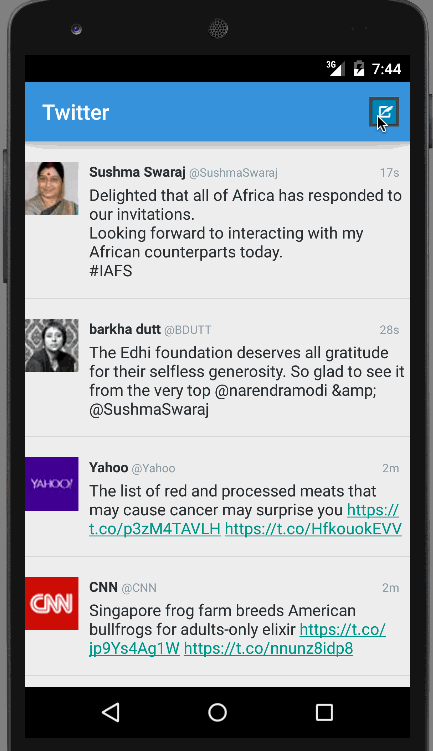 3G 7:44
Twitter
Sushma Swaraj @SushmaSwaraj 17s
Delighted that all of Africa has responded to
our invitations.
Looking forward to interacting with my
African counterparts today.
#IAFS
barkha dutt @BDUTT 28s
The Edhi foundation deserves all gratitude
for their selfless generosity. So glad to see it
from the very top @narendramodi &amp;
@SushmaSwaraj
YAHOO!
Yahoo @Yahoo 2m
The list of red and processed meats that
may cause cancer may surprise you https://
t.co/p3zM4TAVLH https://t.co/HfkouokEVV
CNN
CNN @CNN 2m
Singapore frog farm breeds American
bullfrogs for adults-only elixir https://t.co/
jp9Ys4Ag1W https://t.co/nnunz8idp8